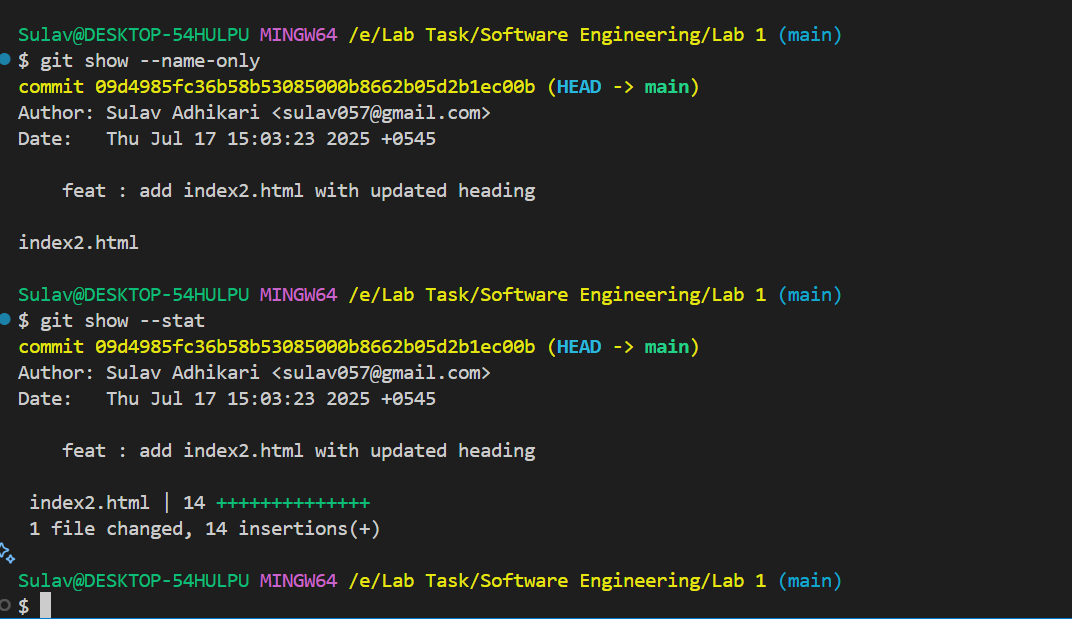 Sulav@DESKTOP-54HULPU MINGW64 /e/Lab Task/Software Engineering/Lab 1 (main)
$ git show --name-only
commit 09d4985fc36b58b53085000b8662b05d2b1ec00b (HEAD -> main)
Author: Sulav Adhikari <sulav057@gmail.com>
Date:   Thu Jul 17 15:03:23 2025 +0545
    feat : add index2.html with updated heading
index2.html
Sulav@DESKTOP-54HULPU MINGW64 /e/Lab Task/Software Engineering/Lab 1 (main)
$ git show --stat
commit 09d4985fc36b58b53085000b8662b05d2b1ec00b (HEAD -> main)
Author: Sulav Adhikari <sulav057@gmail.com>
Date:   Thu Jul 17 15:03:23 2025 +0545
    feat : add index2.html with updated heading
 index2.html | 14 ++++++++++++++
 1 file changed, 14 insertions(+)
Sulav@DESKTOP-54HULPU MINGW64 /e/Lab Task/Software Engineering/Lab 1 (main)
$